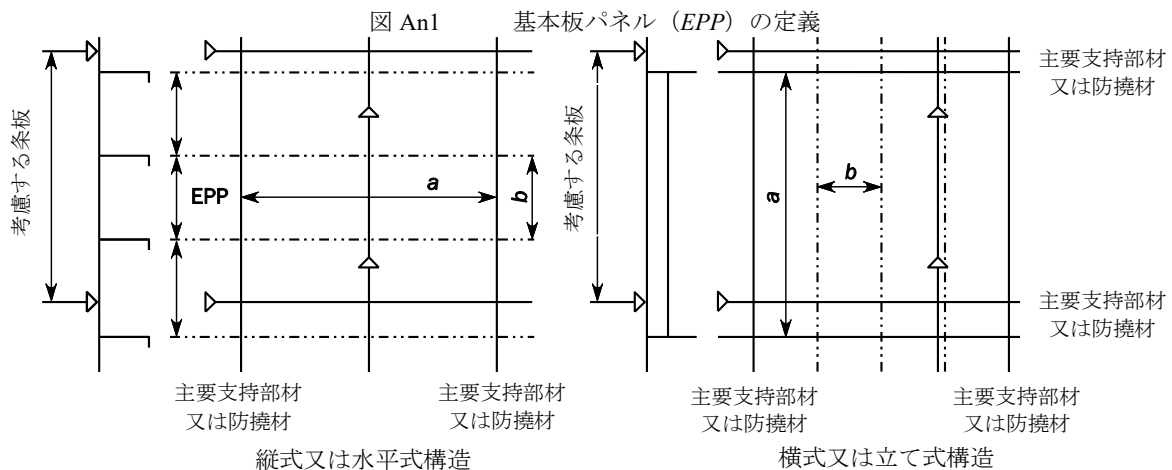 図 An1 基本板パネル（EPP）の定義
考慮する条板
EPP
a
b
主要支持部材
又は防撓材
主要支持部材
又は防撓材
縦式又は水平式構造
考慮する条板
a
b
主要支持部材
又は防撓材
主要支持部材
又は防撓材
主要支持部材
又は防撓材
主要支持部材
又は防撓材
横式又は立て式構造